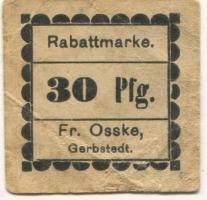 Rabattmarke.
30 Pfg.
Fr. Osske,
Gerbstedt.